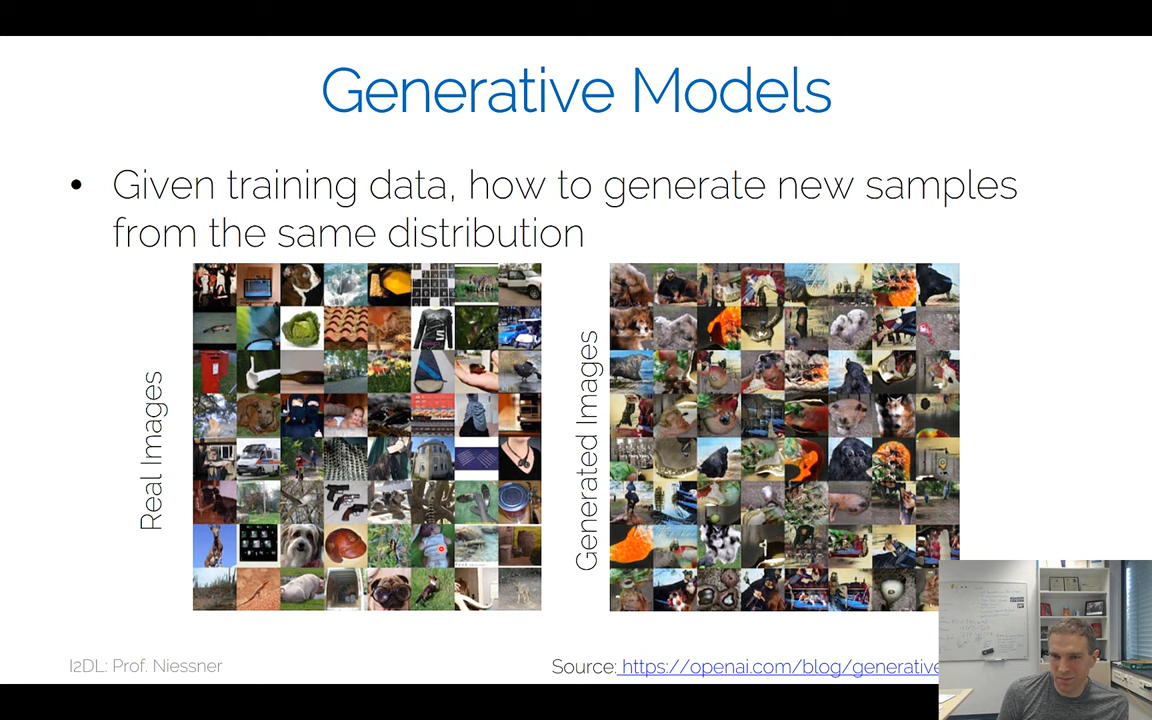 Generative Models
• Given training data, how to generate new samples
from the same distribution
Real Images
Generated Images
I2DL: Prof. Niessner
Source: https://openai.com/blog/generative